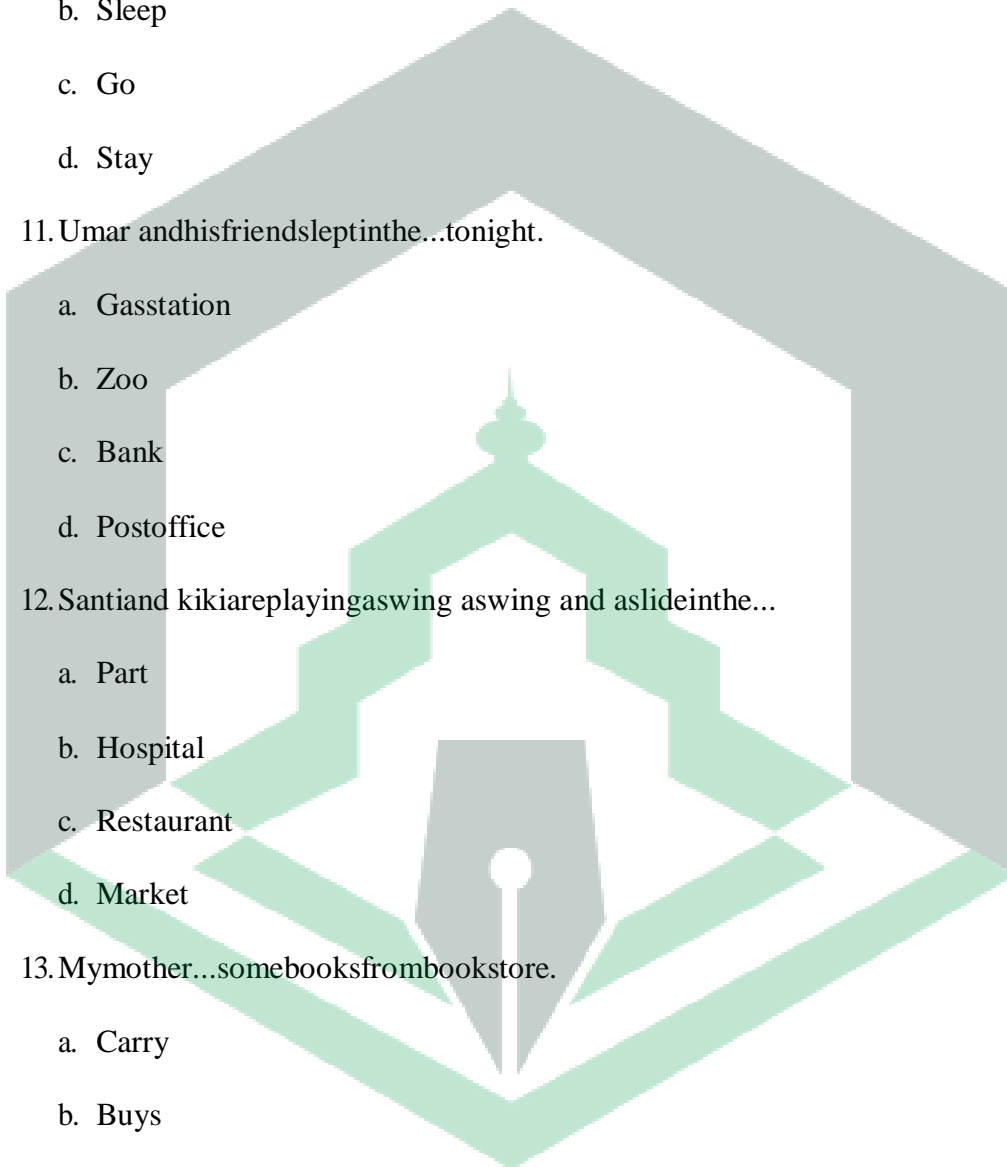 b. Sleep
c. Go
d. Stay
11. Umar andhisfriendsleptinthe...tonight.
a. Gasstation
b. Zoo
c. Bank
d. Postoffice
12. Santiand kikiareplayingaswing aswing and aslideinthe...
a. Part
b. Hospital
c. Restaurant
d. Market
13. Mymother...somebooksfrombookstore.
a. Carry
b. Buys